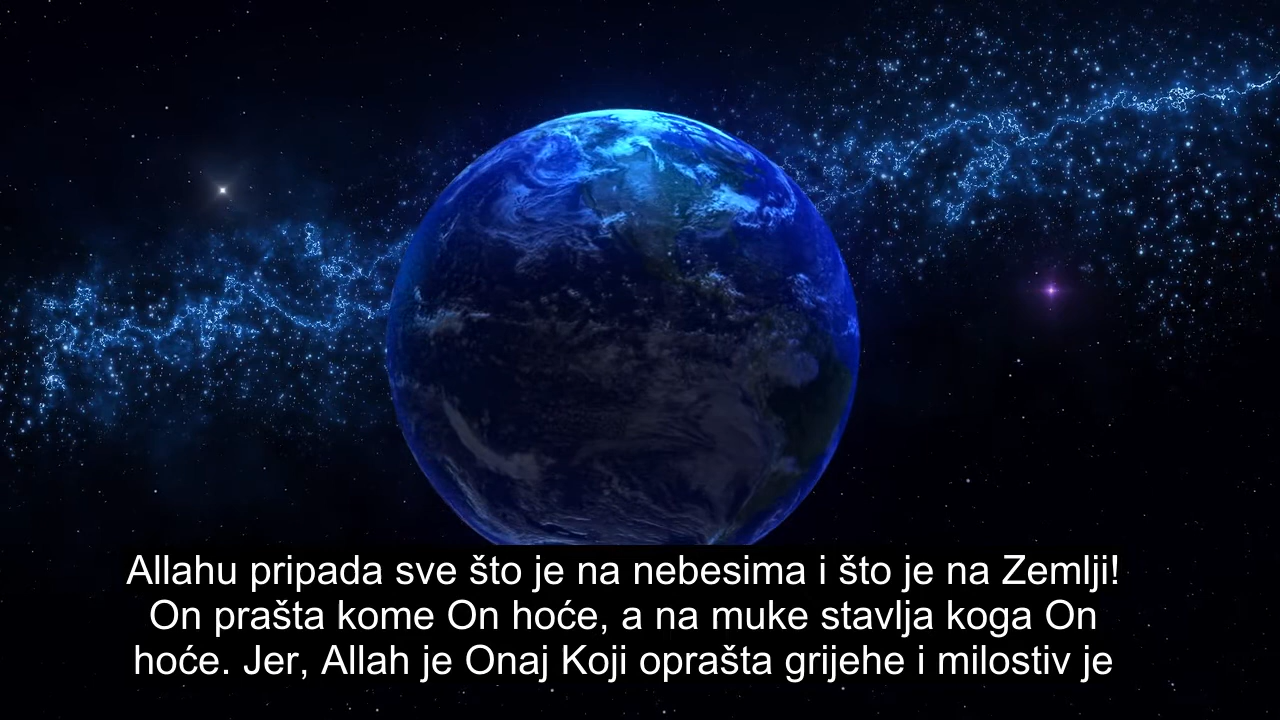 Allahu pripada sve što je na nebesima i što je na Zemlji!
On prašta kome On hoće, a na muke stavlja koga On
hoće. Jer, Allah je Onaj Koji oprašta grijehe i milostiv je